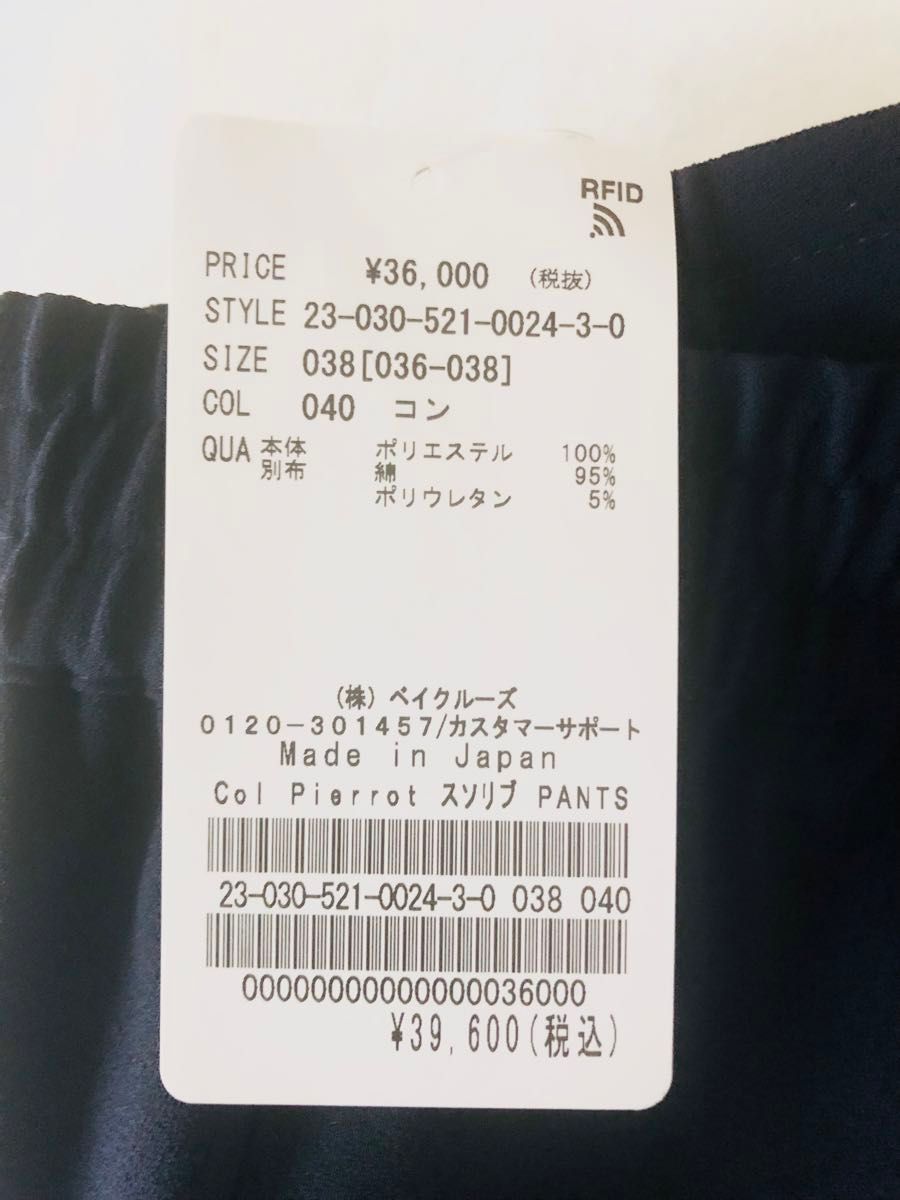 RFID
PRICE ¥36,000 (税抜)
STYLE 23-030-521-0024-3-0
SIZE 038[036-038]
COL 040 コン
QUA 本体 ポリエステル 100%
別布 綿 95%
ポリウレタン 5%
(株) ベイクルーズ
0120-301457/カスタマーサポート
Made in Japan
Col Pierrot スソリブ PANTS
23-030-521-0024-3-0 038 040
00000000000000036000
¥39,600(税込)